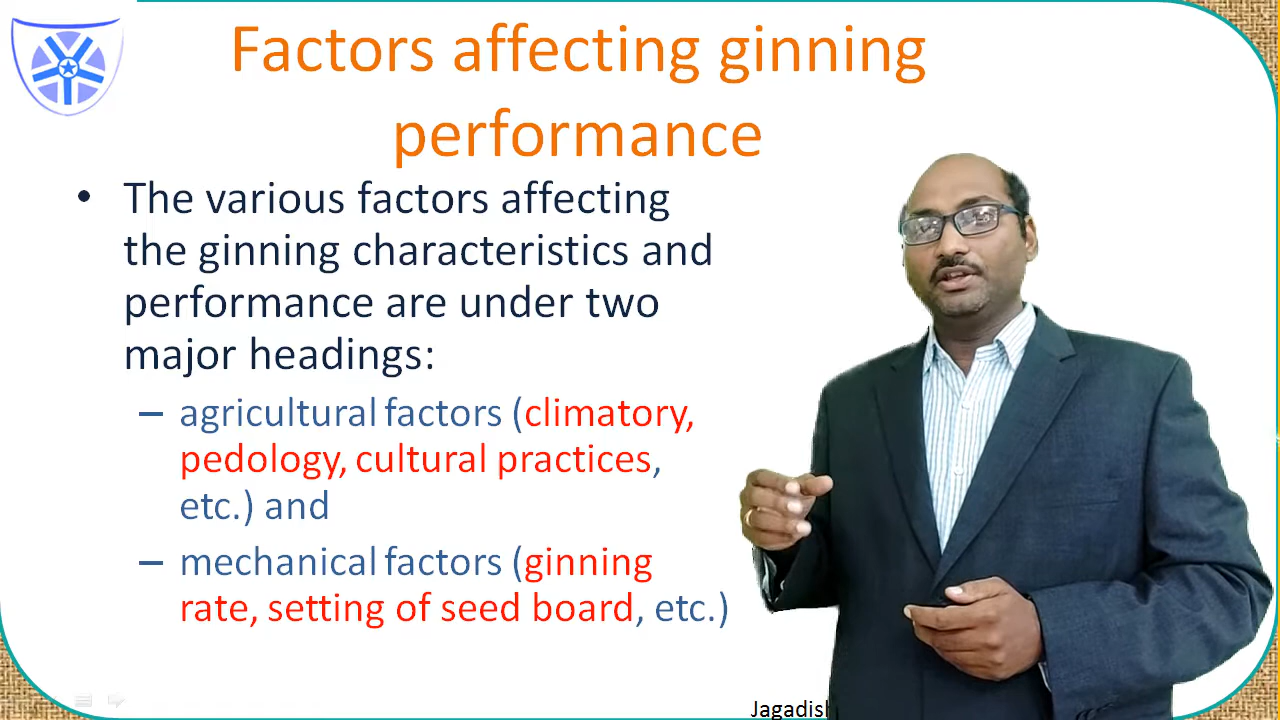 Factors affecting ginning
performance
• The various factors affecting
the ginning characteristics and
performance are under two
major headings:
– agricultural factors (climatory,
pedology, cultural practices,
etc.) and
– mechanical factors (ginning
rate, setting of seed board, etc.)
Jagadish